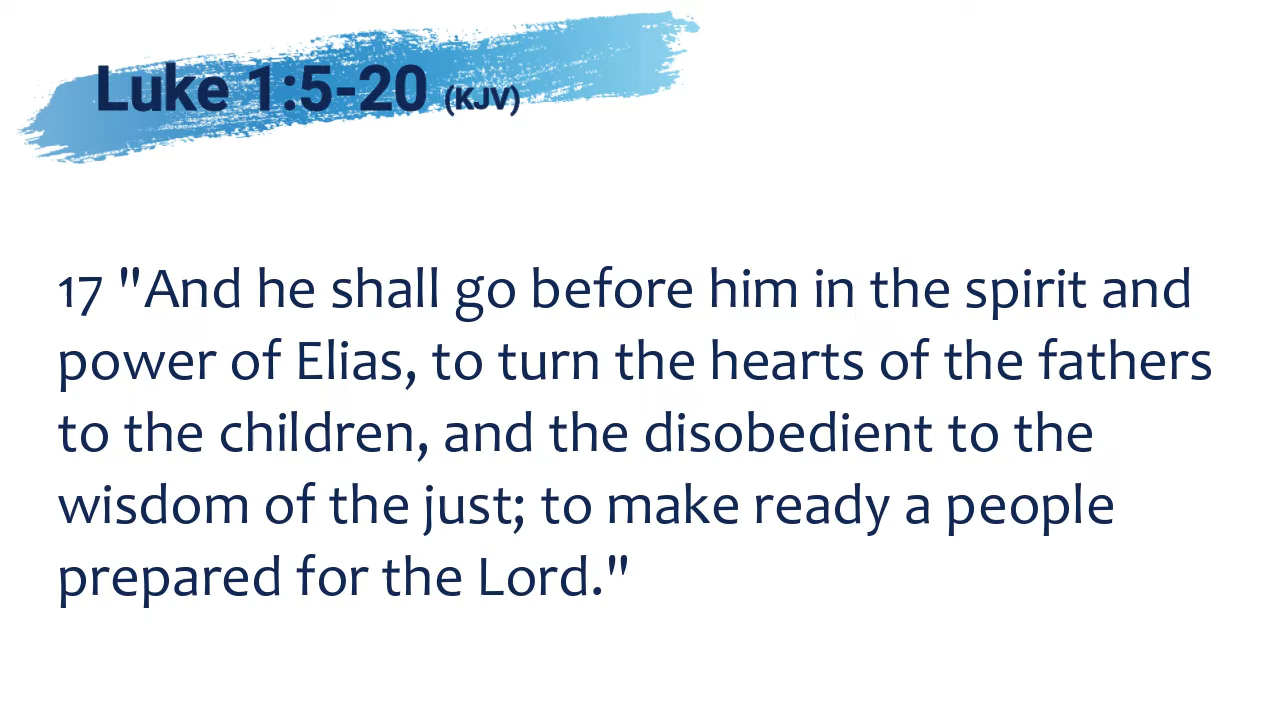 Luke 1:5-20 (KJV)
17 "And he shall go before him in the spirit and
power of Elias, to turn the hearts of the fathers
to the children, and the disobedient to the
wisdom of the just; to make ready a people
prepared for the Lord."